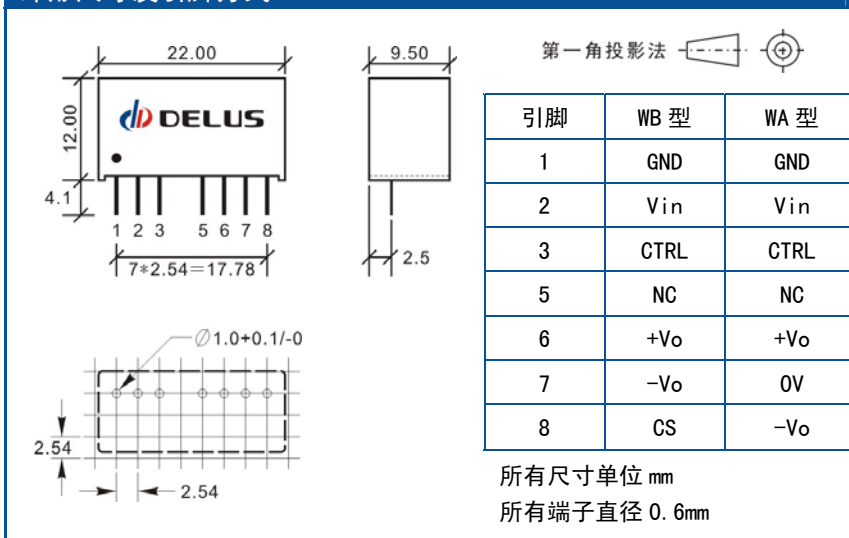 22.00
9.50
第一角投影法
12.00
DELUS
4.1
1 2 3 5 6 7 8
7*2.54=17.78
2.5
∅1.0+0.1/-0
2.54
2.54
引脚 WB 型 WA 型
1 GND GND
2 Vin Vin
3 CTRL CTRL
5 NC NC
6 +Vo +Vo
7 -Vo 0V
8 CS -Vo
所有尺寸单位 mm
所有端子直径 0.6mm